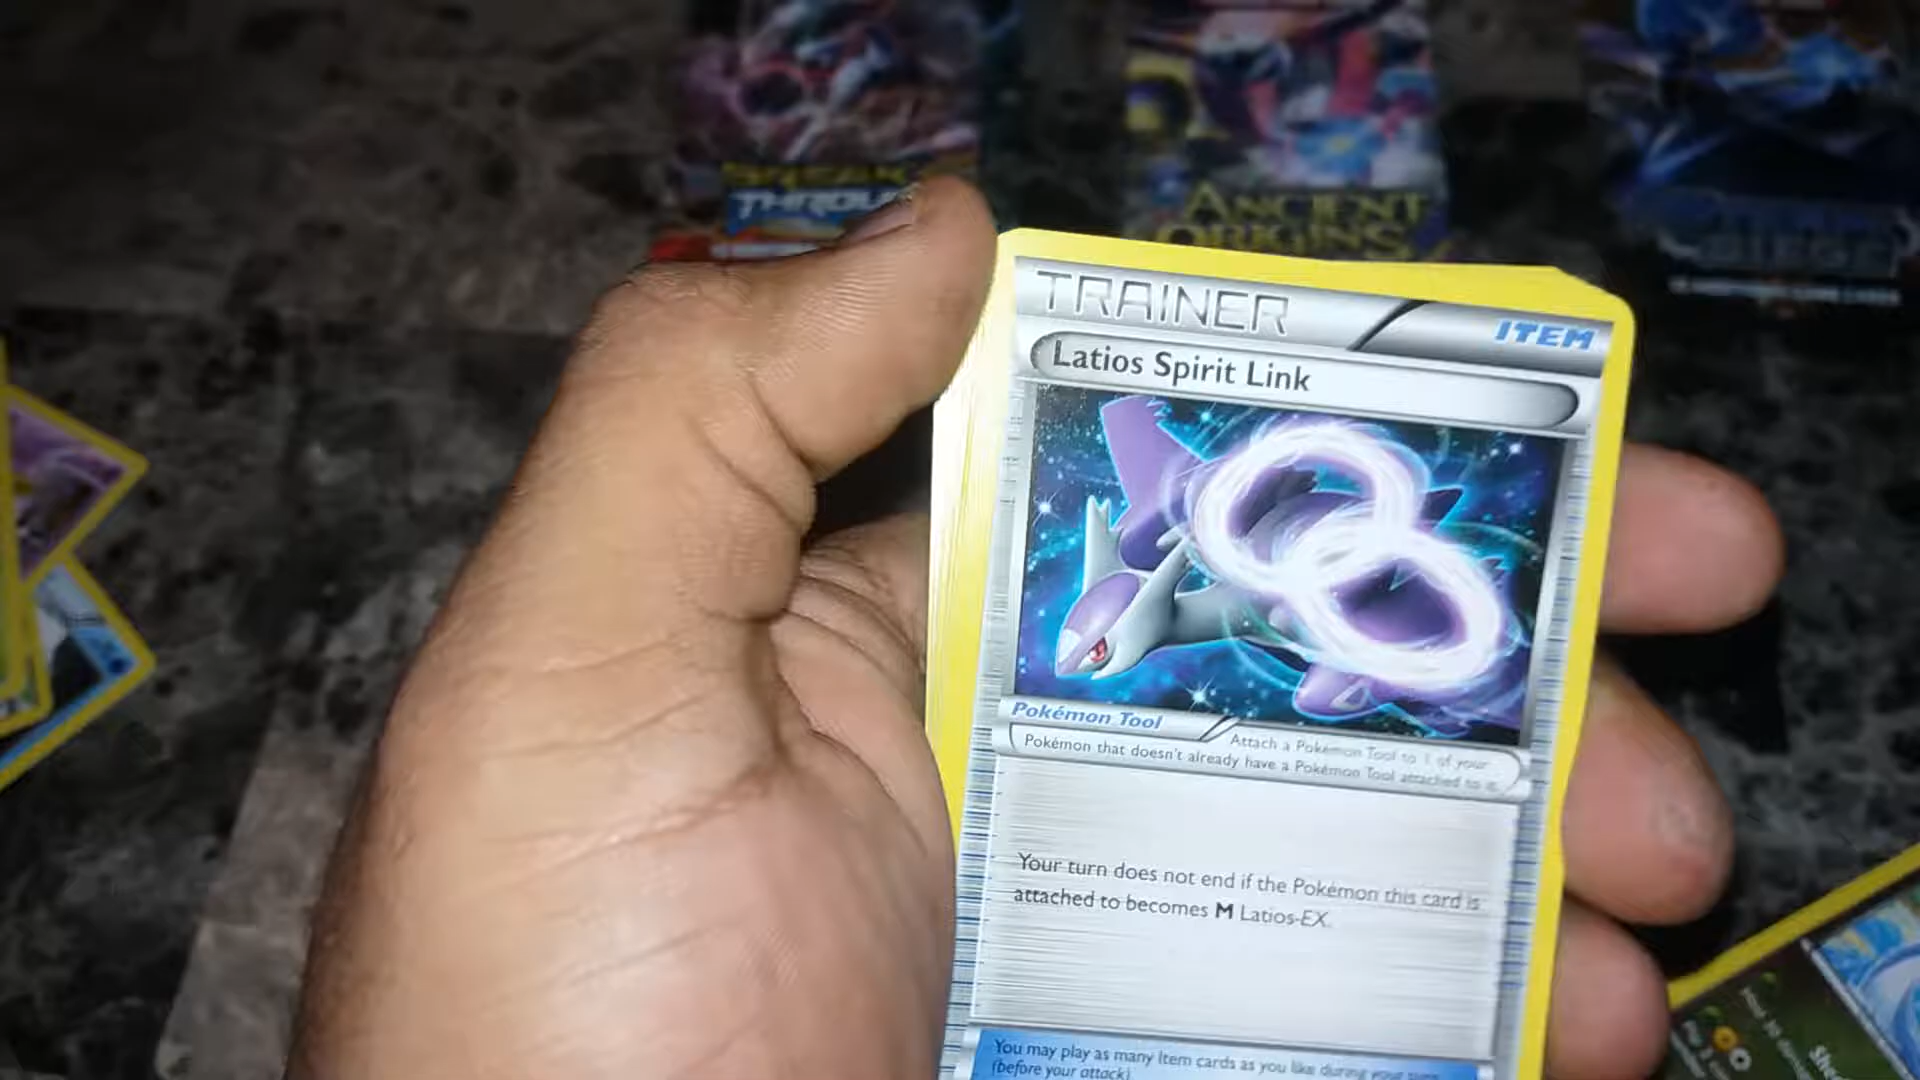 BREAK
THROU
ANCIENT
ORIGINS
SIEGE
TRAINER
ITEM
Latios Spirit Link
Pokémon Tool
Attach a Pokémon Tool to 1 of your
Pokémon that doesn't already have a Pokémon Tool attached to it.
Your turn does not end if the Pokémon this card is
attached to becomes M Latios-EX.
You may play as many Item cards as you like during your turn
(before your attack)